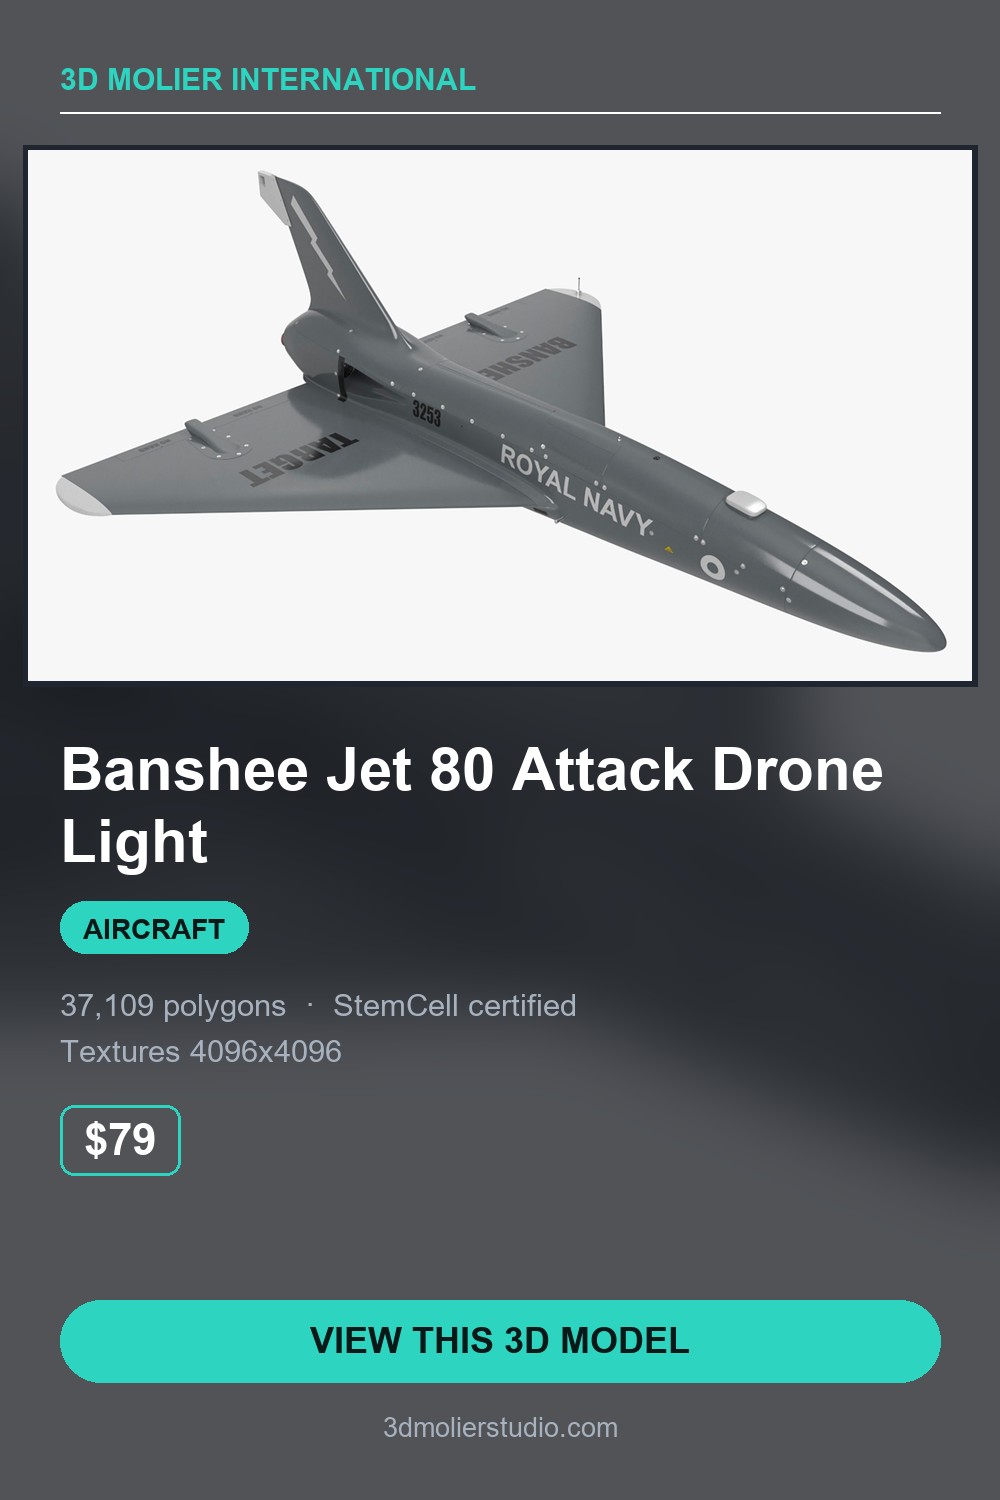 3D MOLIER INTERNATIONAL
BANSHE
3253
TARGET
ROYAL NAVY
Banshee Jet 80 Attack Drone
Light
AIRCRAFT
37,109 polygons · StemCell certified
Textures 4096x4096
$79
VIEW THIS 3D MODEL
3dmolierstudio.com